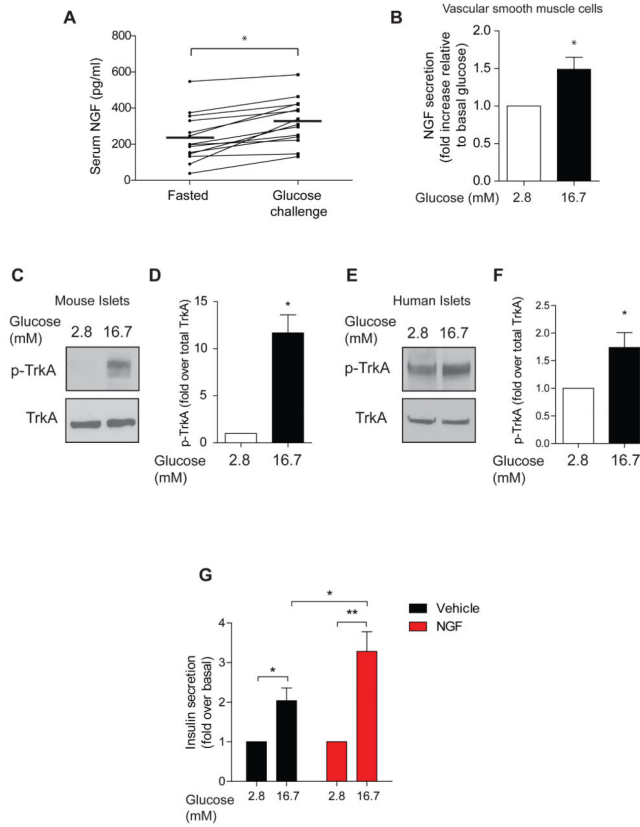 A
*
Serum NGF (pg/ml)
800
600
400
200
0
Fasted
Glucose
challenge
B
Vascular smooth muscle cells
NGF secretion
(fold increase relative
to basal glucose)
2.0
1.5
1.0
0.5
0.0
*
Glucose (mM) 2.8 16.7
C
Mouse Islets
Glucose
(mM)
2.8 16.7
p-TrkA
TrkA
D
p-TrkA (fold over total TrkA)
15
10
5
0
*
Glucose
(mM)
2.8 16.7
E
Human Islets
Glucose
(mM)
2.8 16.7
p-TrkA
TrkA
F
p-TrkA (fold over total TrkA)
2.5
2.0
1.5
1.0
0.5
0.0
*
Glucose
(mM)
2.8 16.7
G
Insulin secretion
(fold over basal)
4
3
2
1
0
*
*
**
Vehicle
NGF
Glucose
(mM)
2.8 16.7 2.8 16.7